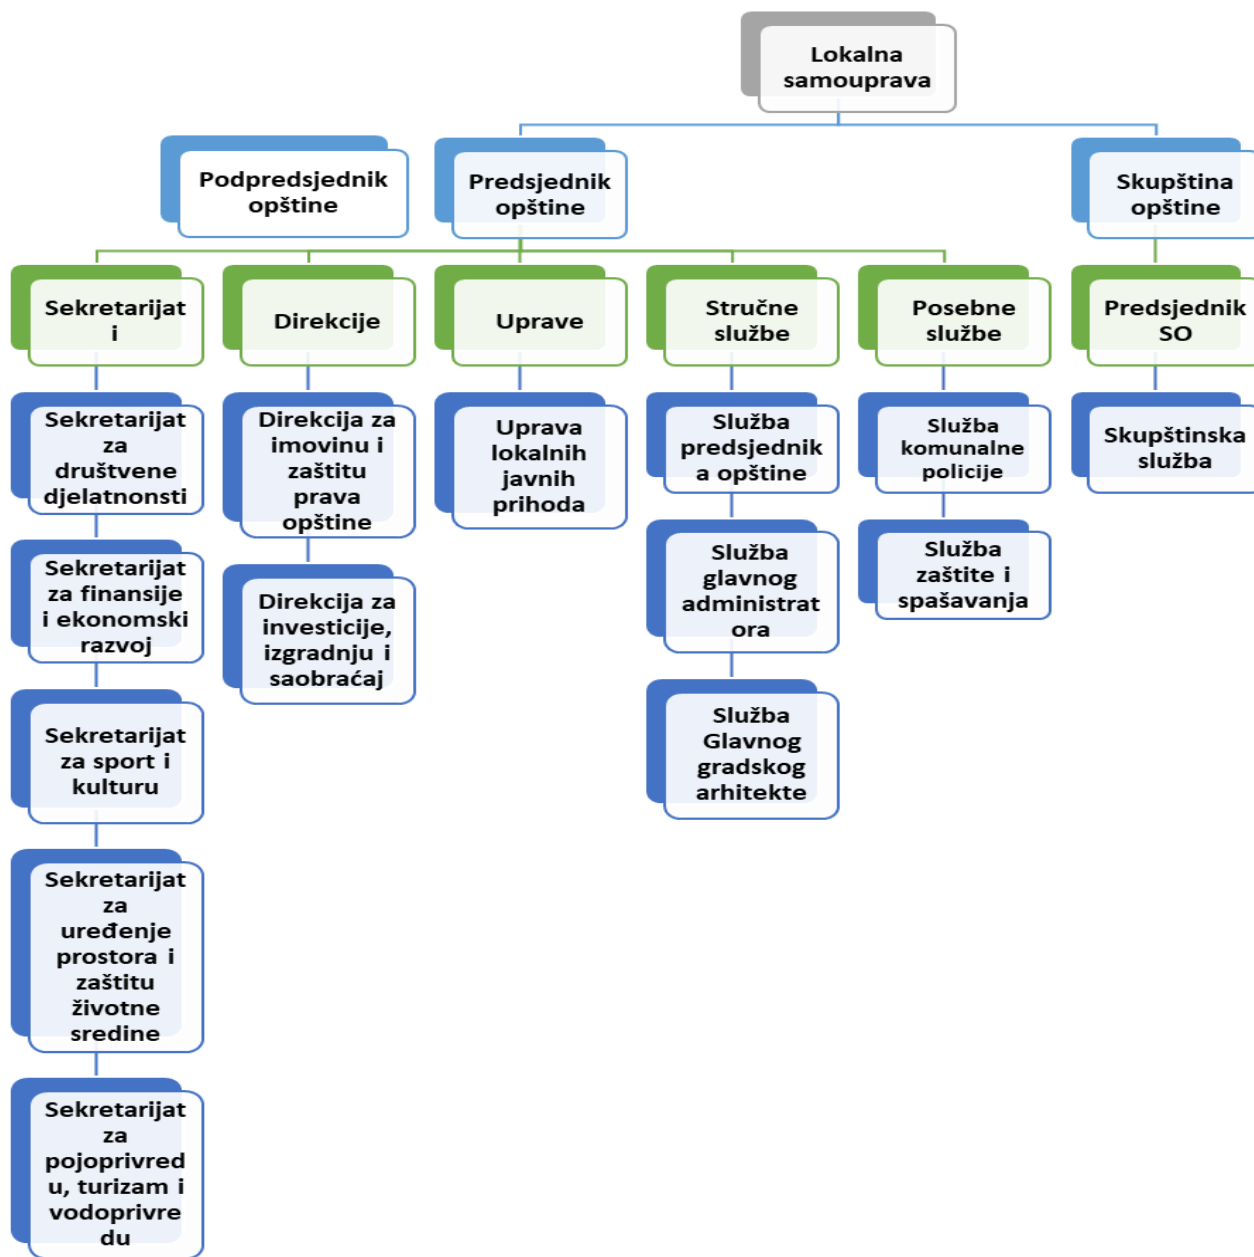 Lokalna
samouprava
Podpredsjednik
opštine
Predsjednik
opštine
Skupština
opštine
Sekretarijat
i
Direkcije
Uprave
Stručne
službe
Posebne
službe
Predsjednik
SO
Sekretarijat
za
društvene
djelatnonsti
Sekretarijat
za finansije
i ekonomski
razvoj
Sekretarijat
za sport i
kulturu
Sekretarijat
za
uređenje
prostora i
zaštitu
životne
sredine
Sekretarijat
za
pojoprivred
u, turizam i
vodoprivre
du
Direkcija za
imovinu i
zaštitu
prava
opštine
Direkcija za
investicije,
izgradnju i
saobraćaj
Uprava
lokalnih
javnih
prihoda
Služba
predsjednik
a opštine
Služba
glavnog
administrat
ora
Služba
Glavnog
gradskog
arhitekte
Služba
komunalne
policije
Služba
zaštite i
spašavanja
Skupštinska
služba